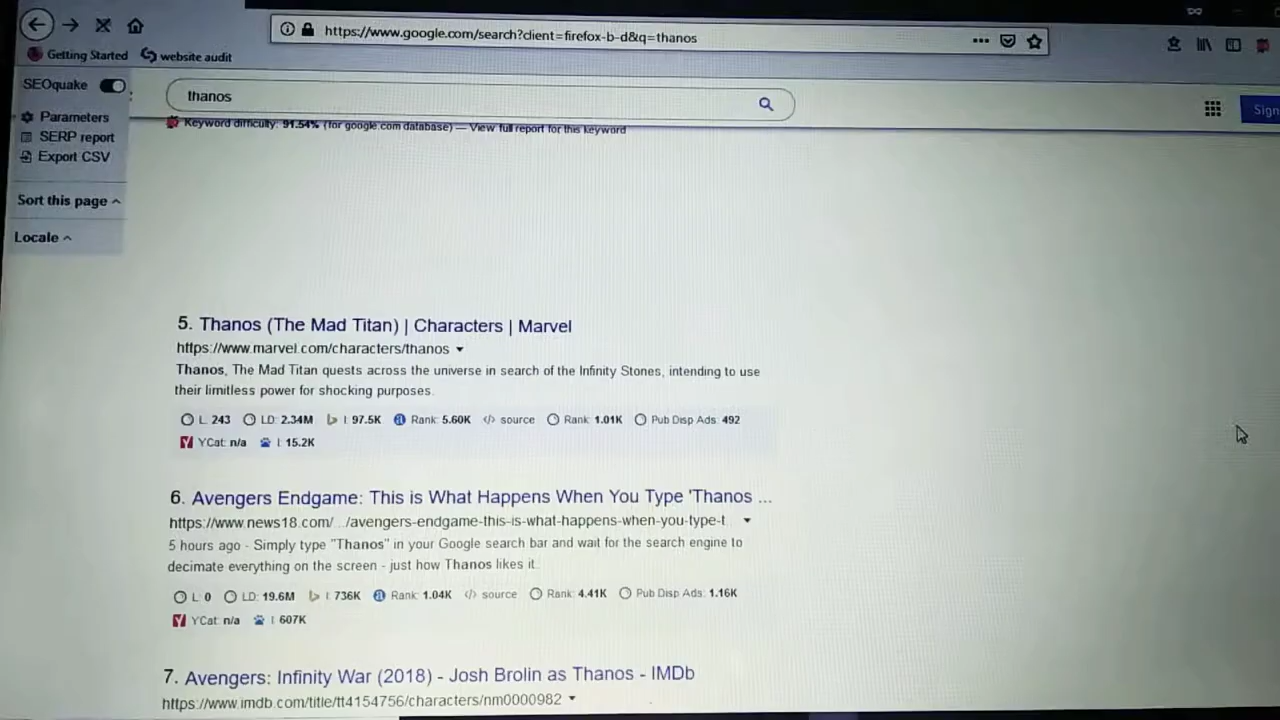 https://www.google.com/search?client=firefox-b-d&q=thanos
Getting Started website audit
SEOquake
thanos
Sign
Parameters
Keyword difficulty: 91.54% (for google.com database) — View full report for this keyword
SERP report
Export CSV
Sort this page
Locale
5. Thanos (The Mad Titan) | Characters | Marvel
https://www.marvel.com/characters/thanos
Thanos, The Mad Titan quests across the universe in search of the Infinity Stones, intending to use
their limitless power for shocking purposes.
L: 243 LD: 2.34M I: 97.5K Rank: 5.60K </> source Rank: 1.01K Pub Disp Ads: 492
YCat: n/a I: 15.2K
6. Avengers Endgame: This is What Happens When You Type 'Thanos ...
https://www.news18.com/.../avengers-endgame-this-is-what-happens-when-you-type-t...
5 hours ago - Simply type "Thanos" in your Google search bar and wait for the search engine to
decimate everything on the screen - just how Thanos likes it.
L: 0 LD: 19.6M I: 736K Rank: 1.04K </> source Rank: 4.41K Pub Disp Ads: 1.16K
YCat: n/a I: 607K
7. Avengers: Infinity War (2018) - Josh Brolin as Thanos - IMDb
https://www.imdb.com/title/tt4154756/characters/nm0000982